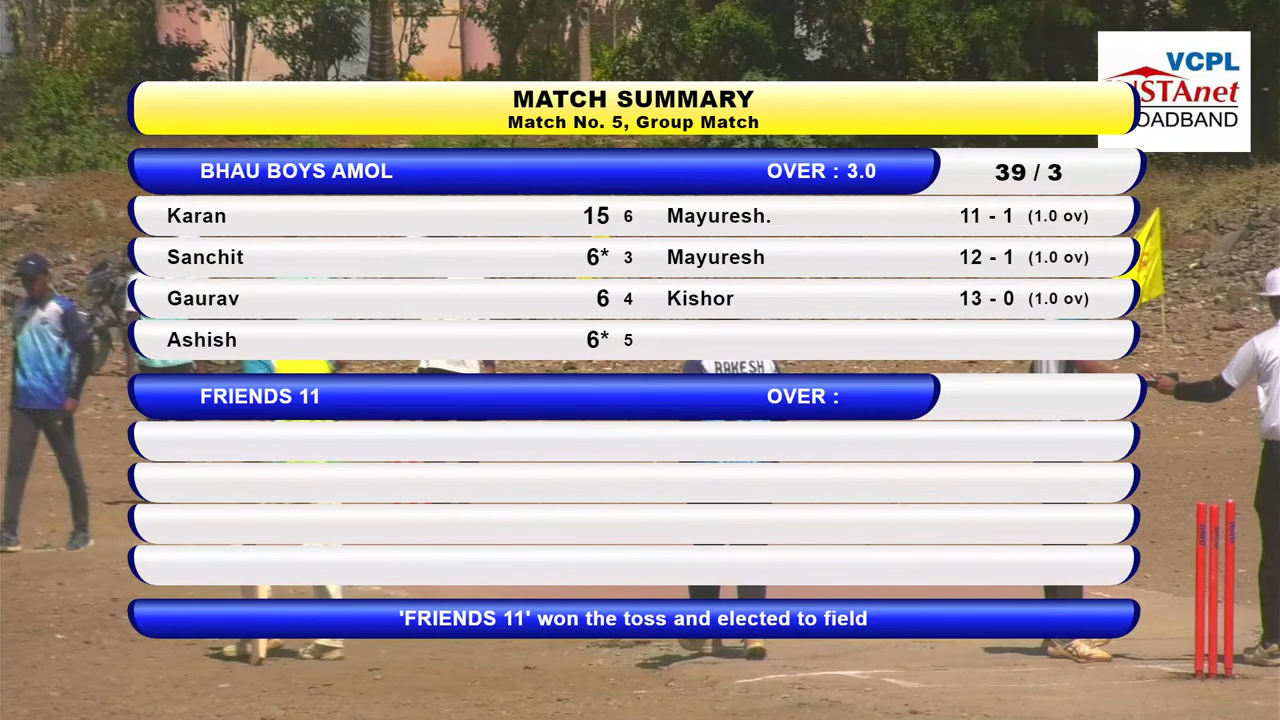 VCPL
INSTAnet
BROADBAND
MATCH SUMMARY
Match No. 5, Group Match
BHAU BOYS AMOL OVER : 3.0 39 / 3
Karan 15 6 Mayuresh. 11 - 1 (1.0 ov)
Sanchit 6* 3 Mayuresh 12 - 1 (1.0 ov)
Gaurav 6 4 Kishor 13 - 0 (1.0 ov)
Ashish 6* 5
RAKESH
FRIENDS 11 OVER :
'FRIENDS 11' won the toss and elected to field